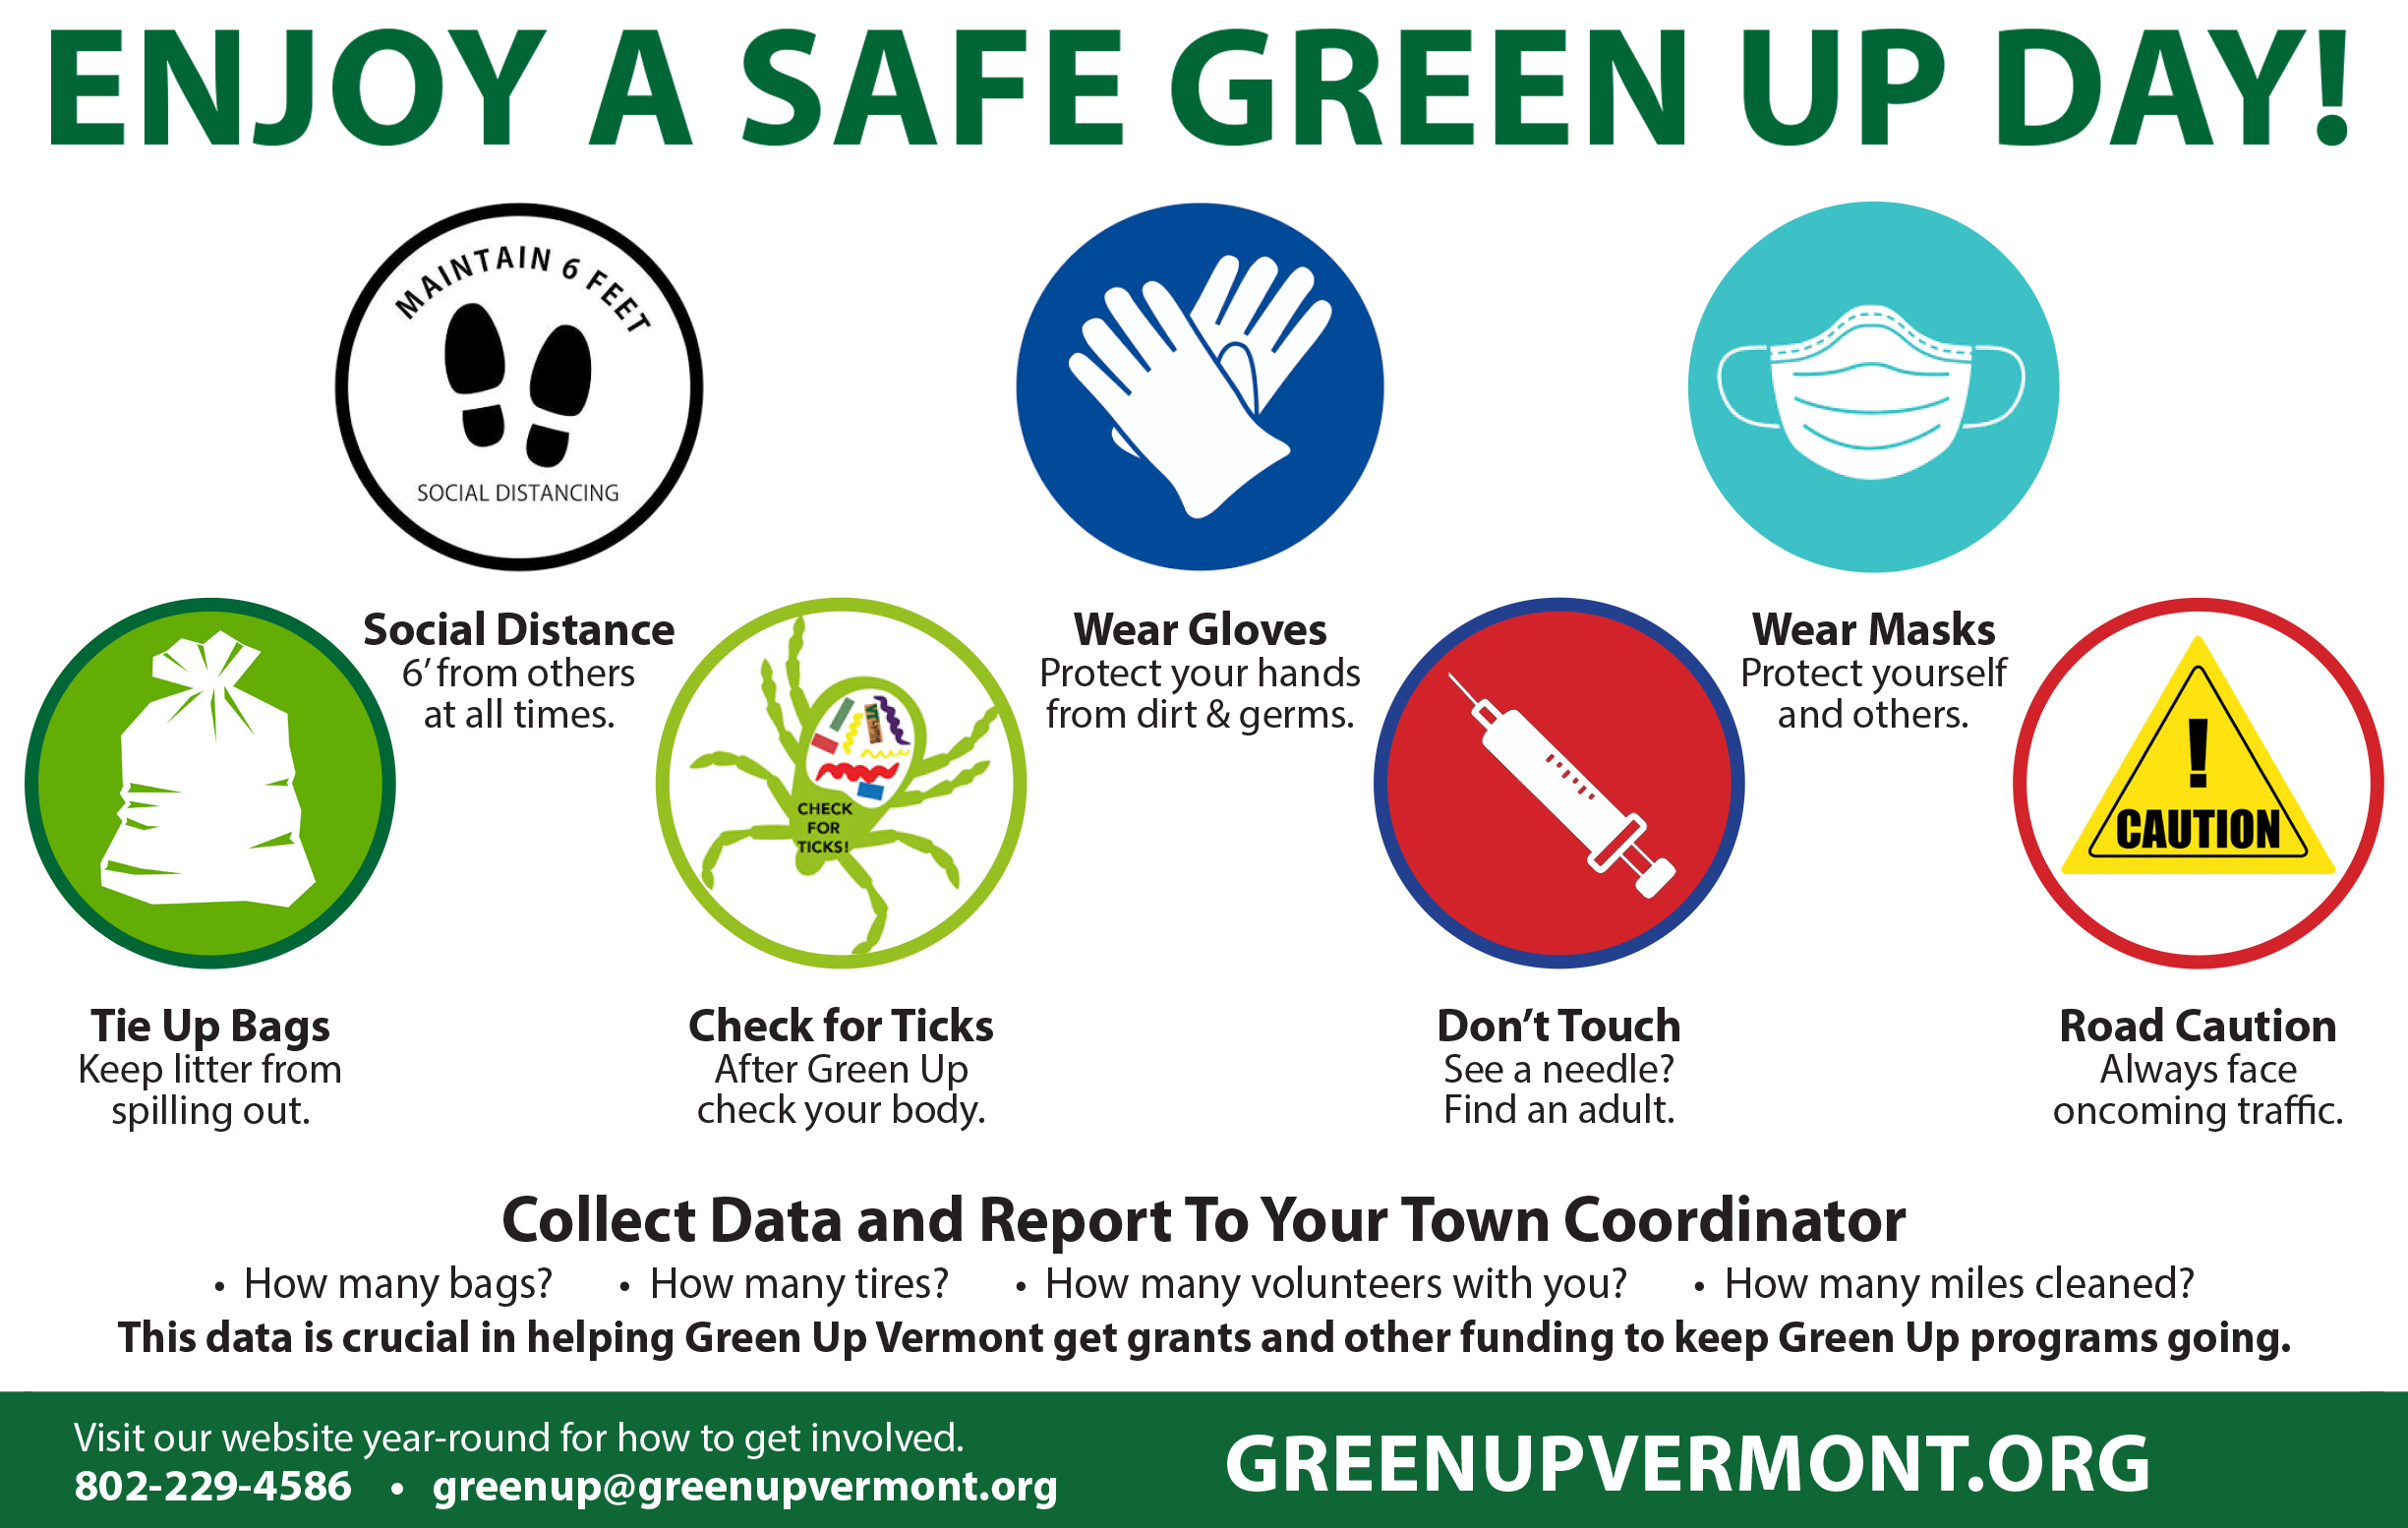 ENJOY A SAFE GREEN UP DAY!
MAINTAIN 6 FEET
SOCIAL DISTANCING
Social Distance
6’ from others
at all times.
Wear Gloves
Protect your hands
from dirt & germs.
Wear Masks
Protect yourself
and others.
Tie Up Bags
Keep litter from
spilling out.
CHECK
FOR
TICKS!
Check for Ticks
After Green Up
check your body.
Don’t Touch
See a needle?
Find an adult.
!
CAUTION
Road Caution
Always face
oncoming traffic.
Collect Data and Report To Your Town Coordinator
• How many bags? • How many tires? • How many volunteers with you? • How many miles cleaned?
This data is crucial in helping Green Up Vermont get grants and other funding to keep Green Up programs going.
Visit our website year-round for how to get involved.
802-229-4586 • greenup@greenupvermont.org
GREENUPVERMONT.ORG